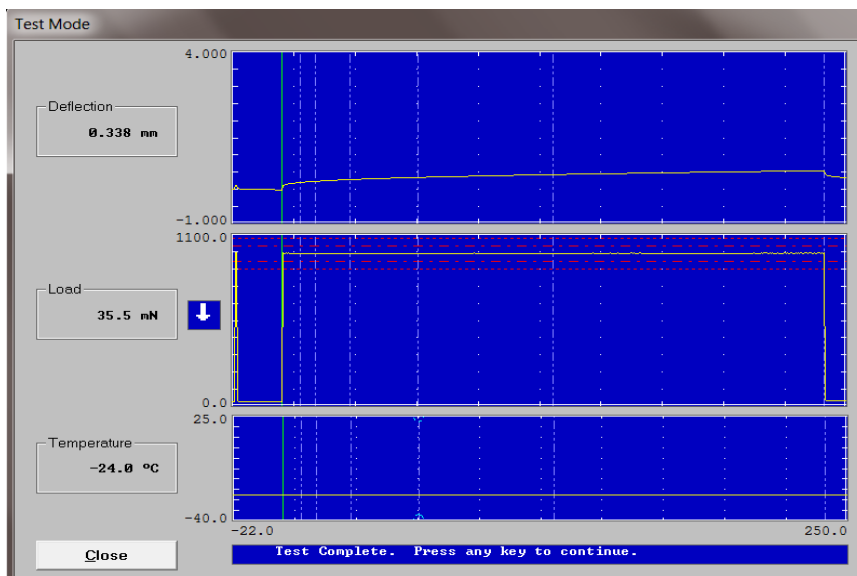 Test Mode
4.000
Deflection
0.338 mm
-1.000
1100.0
Load
35.5 mN
0.0
25.0
Temperature
-24.0 ºC
-40.0
-22.0 250.0
Close
Test Complete. Press any key to continue.